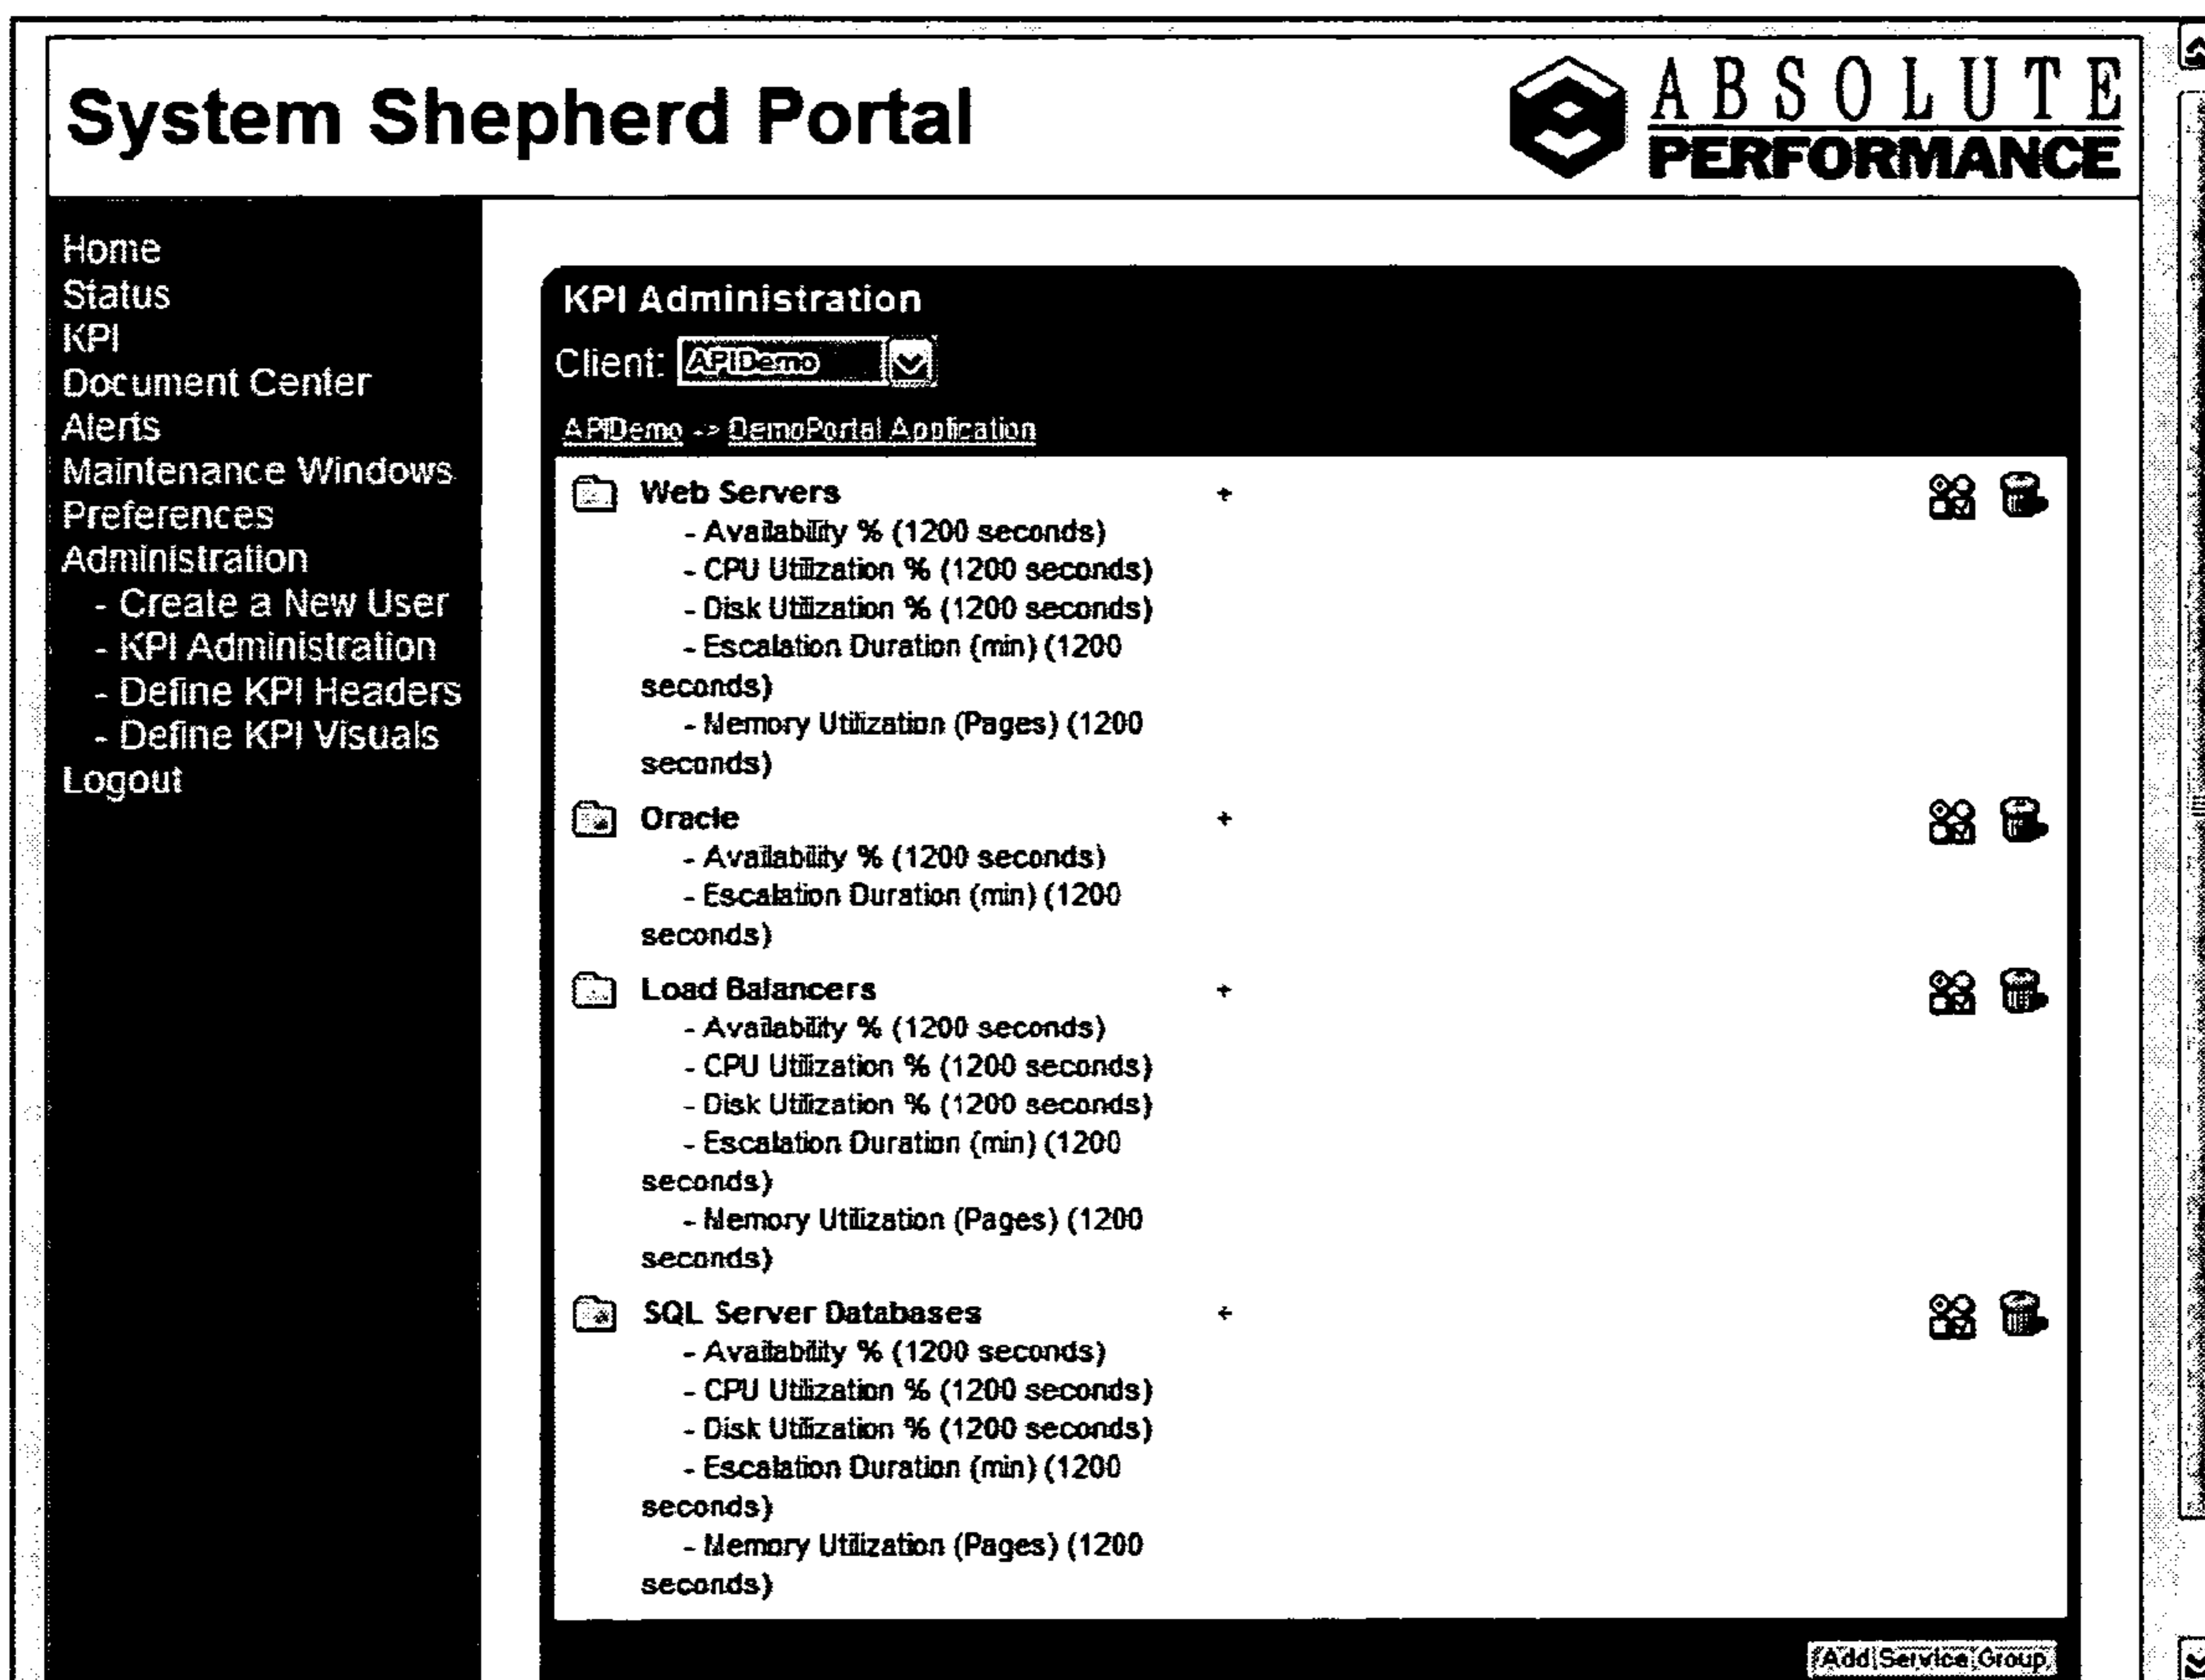 System Shepherd Portal
ABSOLUTE
PERFORMANCE
Home
Status
KPI
Document Center
Alerts
Maintenance Windows
Preferences
Administration
- Create a New User
- KPI Administration
- Define KPI Headers
- Define KPI Visuals
Logout
KPI Administration
Client: APIDemo
APIDemo -> DemoPortal Application
Web Servers +
- Availability % (1200 seconds)
- CPU Utilization % (1200 seconds)
- Disk Utilization % (1200 seconds)
- Escalation Duration (min) (1200
seconds)
- Memory Utilization (Pages) (1200
seconds)
Oracle +
- Availability % (1200 seconds)
- Escalation Duration (min) (1200
seconds)
Load Balancers +
- Availability % (1200 seconds)
- CPU Utilization % (1200 seconds)
- Disk Utilization % (1200 seconds)
- Escalation Duration (min) (1200
seconds)
- Memory Utilization (Pages) (1200
seconds)
SQL Server Databases +
- Availability % (1200 seconds)
- CPU Utilization % (1200 seconds)
- Disk Utilization % (1200 seconds)
- Escalation Duration (min) (1200
seconds)
- Memory Utilization (Pages) (1200
seconds)
Add Service Group